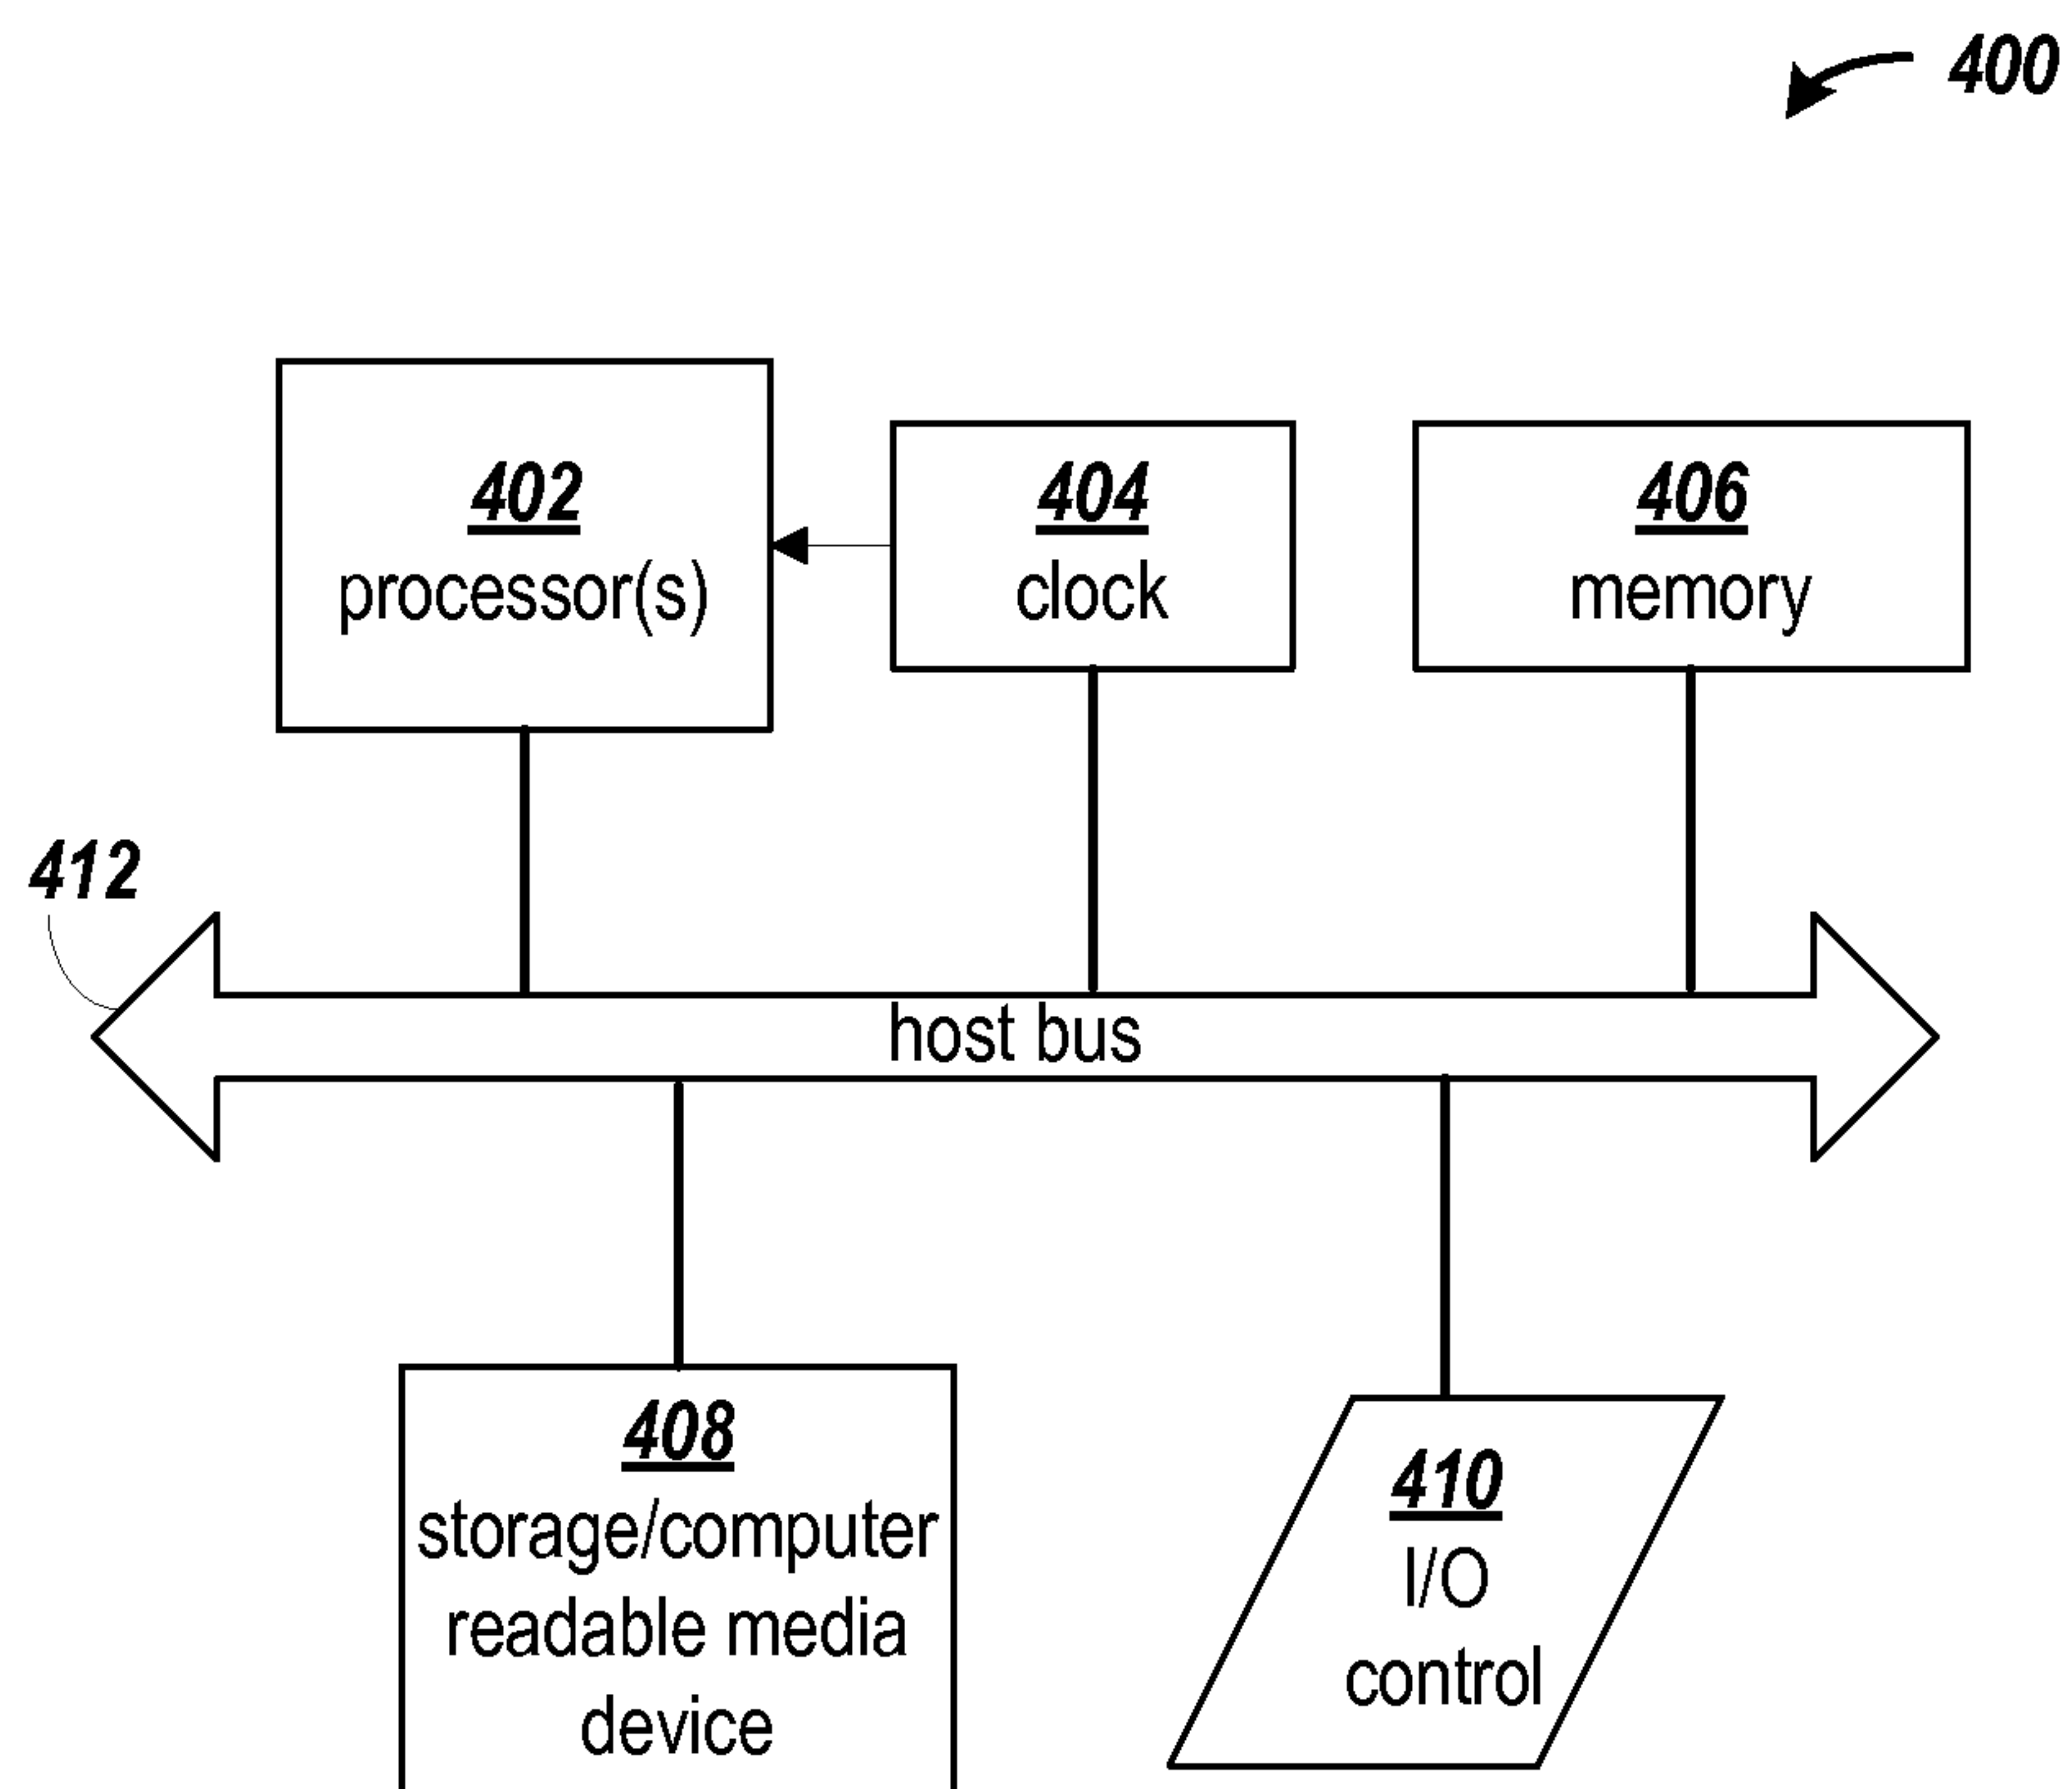 400
402
processor(s)
404
clock
406
memory
412
host bus
408
storage/computer
readable media
device
410
I/O
control